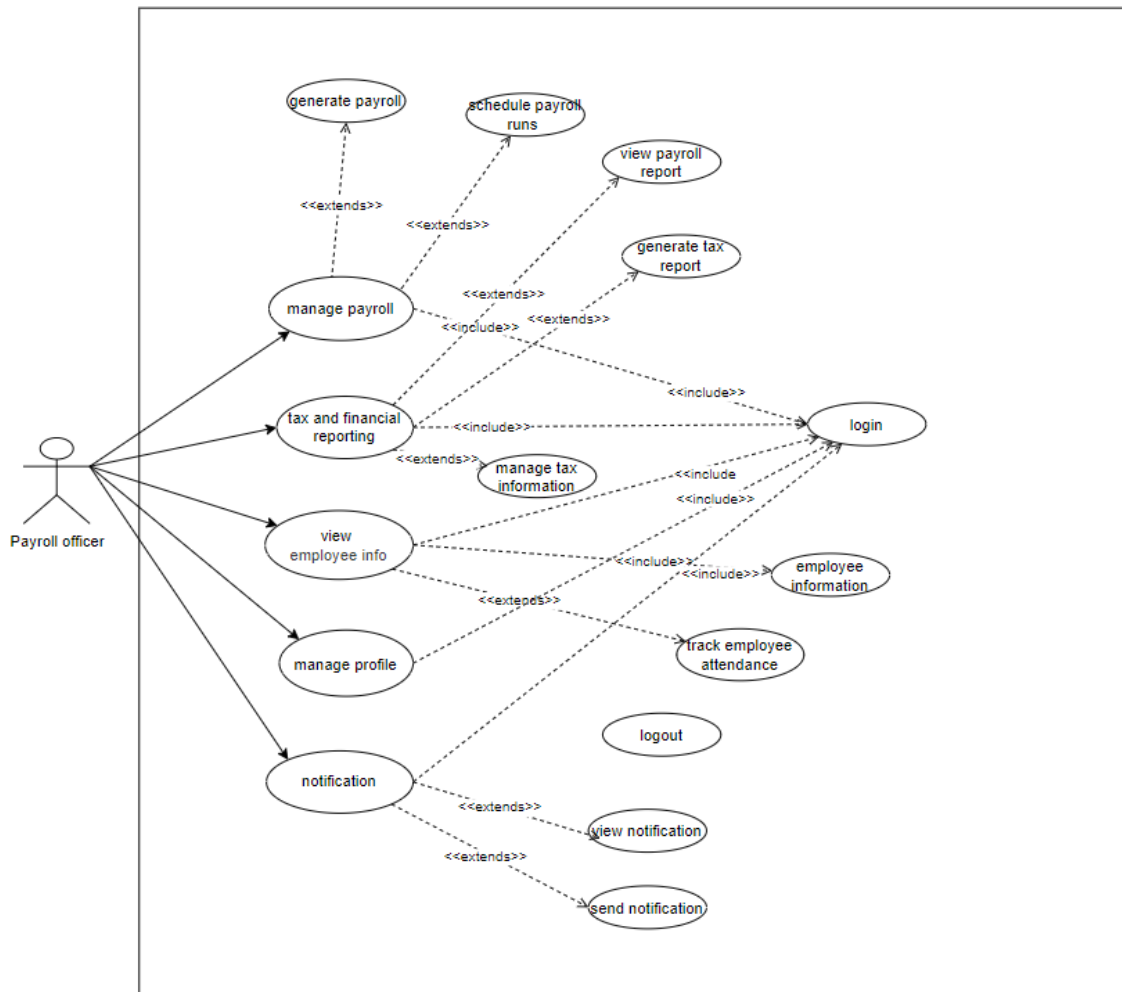 generate payroll
schedule payroll
runs
view payroll
report
<<extends>>
<<extends>>
generate tax
report
<<extends>>
manage payroll
<<include>>
<<extends>>
<<include>>
tax and financial
reporting
<<include>>
login
<<extends>>
manage tax
information
<<include
<<include>>
Payroll officer
view
employee info
<<include>>
<<include>>
employee
information
<<extends>>
track employee
attendance
manage profile
logout
notification
<<extends>>
view notification
<<extends>>
send notification